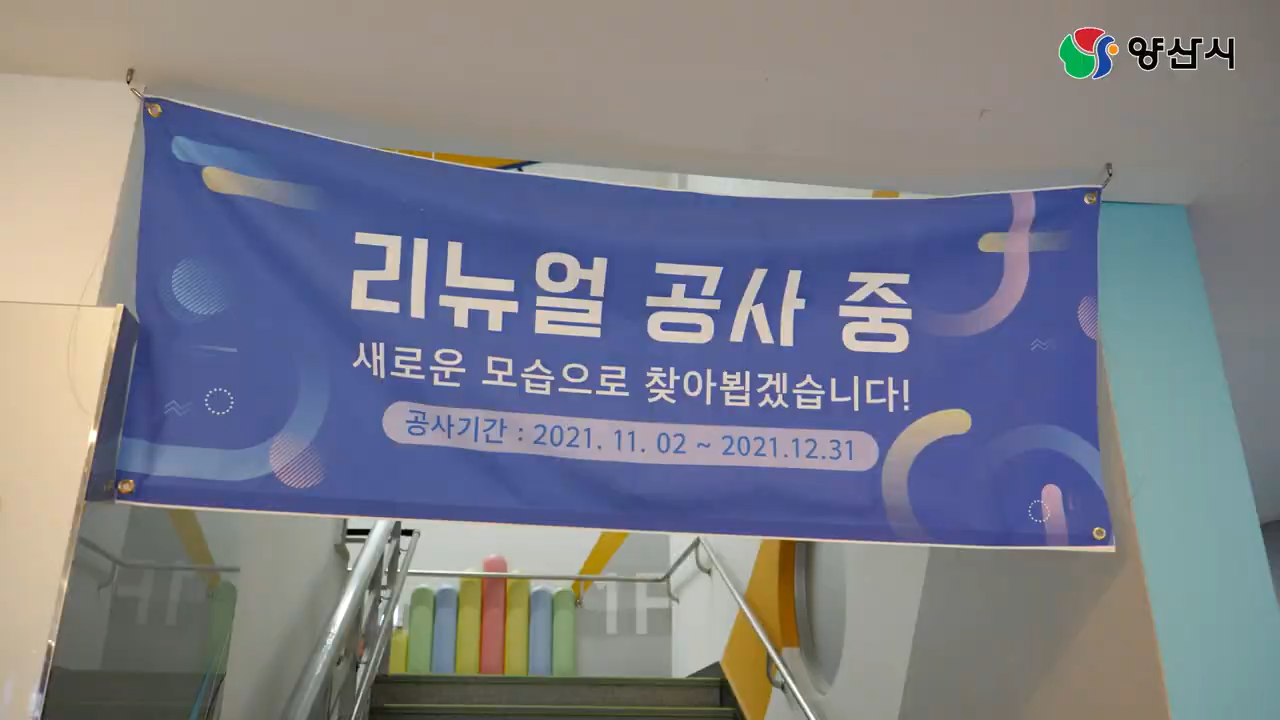 양산시
리뉴얼 공사 중
새로운 모습으로 찾아뵙겠습니다!
공사기간 : 2021. 11. 02 ~ 2021.12.31
1F